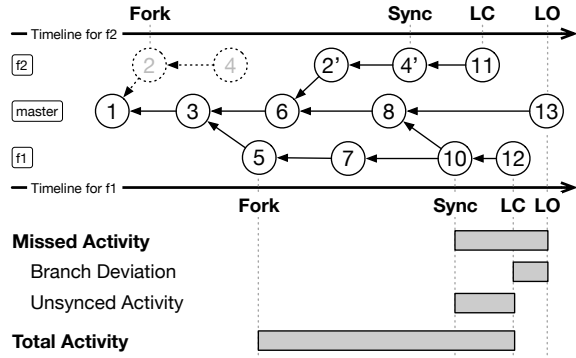 Fork Sync LC LO
Timeline for f2
f2 2 4 2' 4' 11
master 1 3 6 8 13
f1 5 7 10 12
Timeline for f1
Fork Sync LC LO
Missed Activity
Branch Deviation
Unsynced Activity
Total Activity